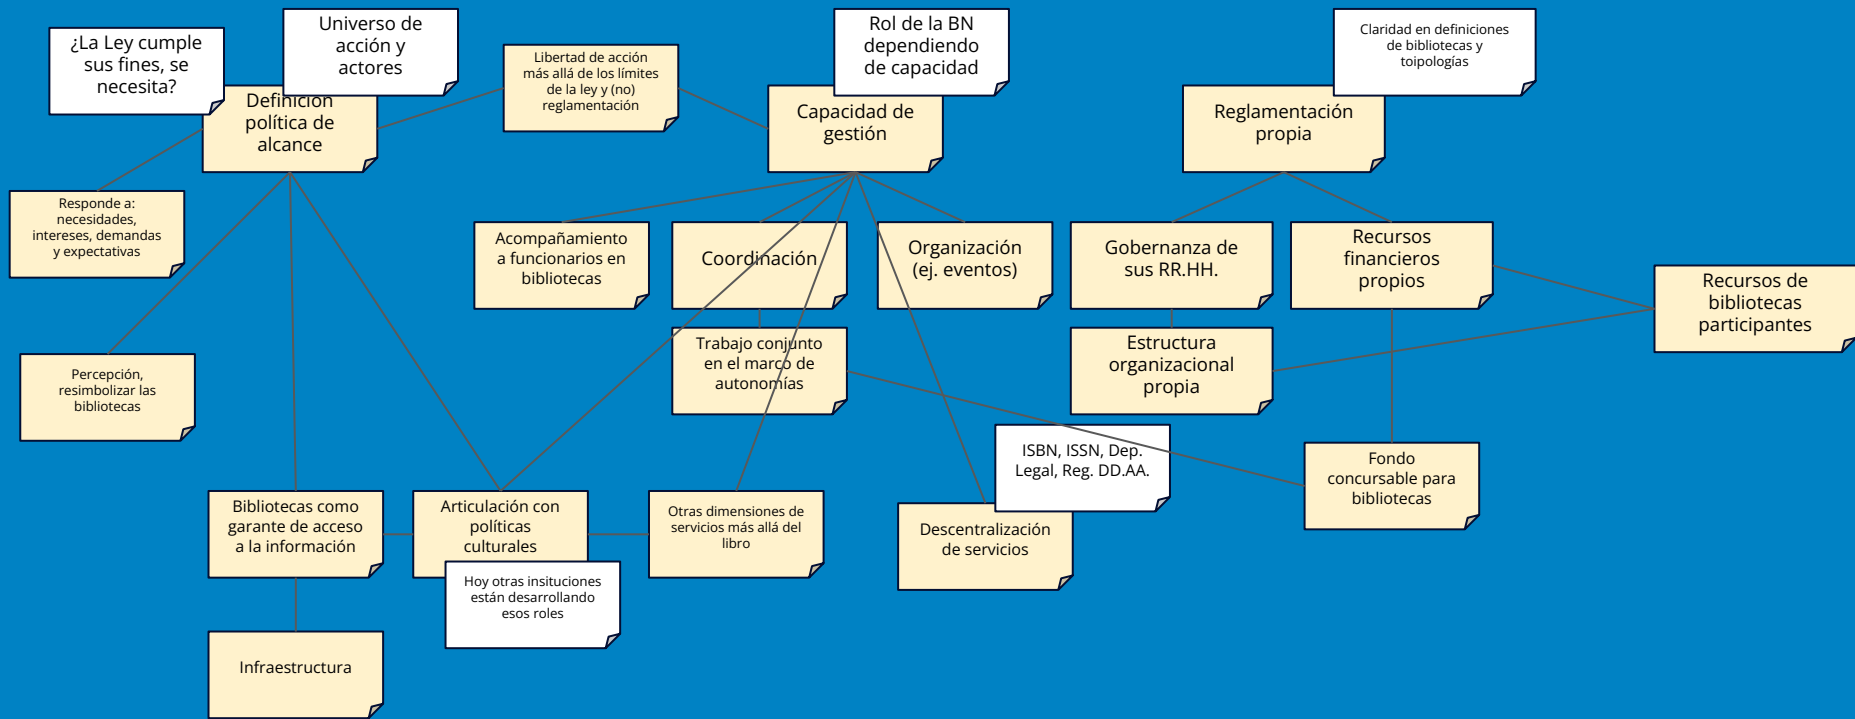 ¿La Ley cumple
sus fines, se
necesita?
Universo de
acción y
actores
Definición
política de
alcance
Libertad de acción
más allá de los límites
de la ley y (no)
reglamentación
Rol de la BN
dependiendo
de capacidad
Capacidad de
gestión
Claridad en definiciones
de bibliotecas y
toipologías
Reglamentación
propia
Responde a:
necesidades,
intereses, demandas
y expectativas
Acompañamiento
a funcionarios en
bibliotecas
Coordinación
Organización
(ej. eventos)
Gobernanza de
sus RR.HH.
Recursos
financieros
propios
Recursos de
bibliotecas
participantes
Percepción,
resimbolizar las
bibliotecas
Trabajo conjunto
en el marco de
autonomías
Estructura
organizacional
propia
ISBN, ISSN, Dep.
Legal, Reg. DD.AA.
Fondo
concursable para
bibliotecas
Bibliotecas como
garante de acceso
a la información
Articulación con
políticas
culturales
Otras dimensiones de
servicios más allá del
libro
Descentralización
de servicios
Hoy otras insituciones
están desarrollando
esos roles
Infraestructura